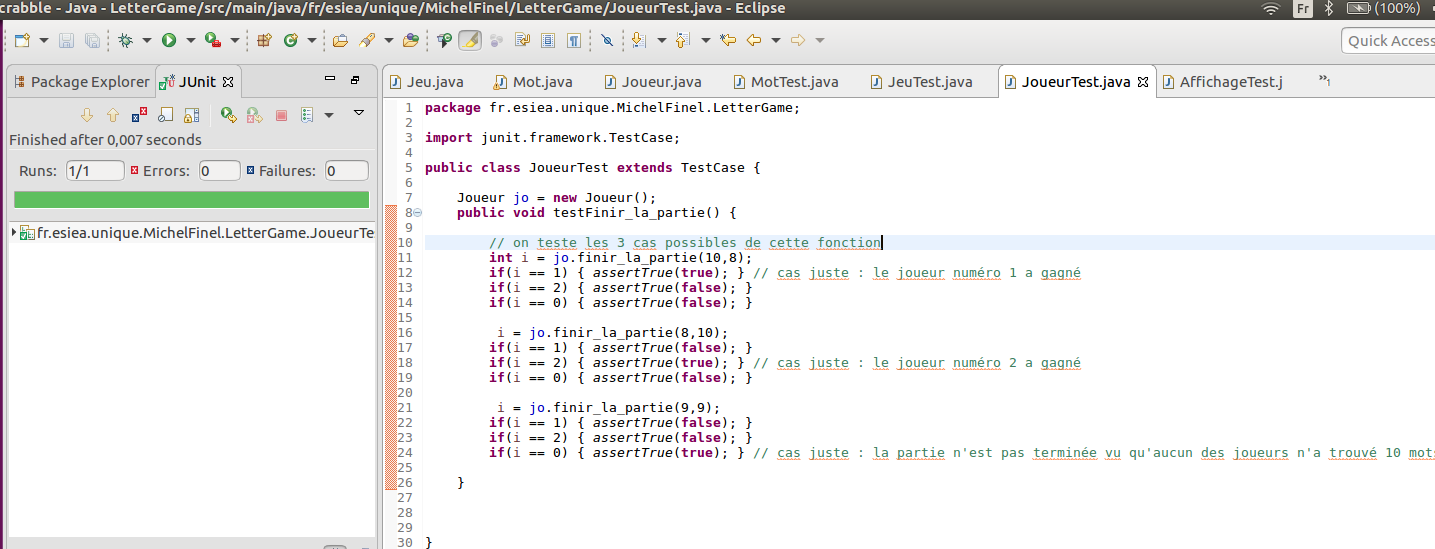 crabble - Java - LetterGame/src/main/java/fr/esiea/unique/MichelFinel/LetterGame/JoueurTest.java - Eclipse
Fr (100%)
Quick Access
Package Explorer JUnit
Jeu.java Mot.java Joueur.java MotTest.java JeuTest.java JoueurTest.java AffichageTest.j »1
Finished after 0,007 seconds
Runs: 1/1 Errors: 0 Failures: 0
fr.esiea.unique.MichelFinel.LetterGame.JoueurTe
1 package fr.esiea.unique.MichelFinel.LetterGame;
2
3 import junit.framework.TestCase;
4
5 public class JoueurTest extends TestCase {
6
7 Joueur jo = new Joueur();
8 public void testFinir_la_partie() {
9
10 // on teste les 3 cas possibles de cette fonction
11 int i = jo.finir_la_partie(10,8);
12 if(i == 1) { assertTrue(true); } // cas juste : le joueur numéro 1 a gagné
13 if(i == 2) { assertTrue(false); }
14 if(i == 0) { assertTrue(false); }
15
16 i = jo.finir_la_partie(8,10);
17 if(i == 1) { assertTrue(false); }
18 if(i == 2) { assertTrue(true); } // cas juste : le joueur numéro 2 a gagné
19 if(i == 0) { assertTrue(false); }
20
21 i = jo.finir_la_partie(9,9);
22 if(i == 1) { assertTrue(false); }
23 if(i == 2) { assertTrue(false); }
24 if(i == 0) { assertTrue(true); } // cas juste : la partie n'est pas terminée vu qu'aucun des joueurs n'a trouvé 10 mots
25
26 }
27
28
29
30 }